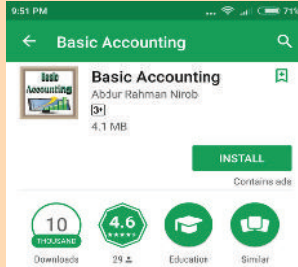 9:51 PM ... 71%
Basic Accounting
Basic
Accounting
Basic Accounting
Abdur Rahman Nirob
3+
4.1 MB
INSTALL
Contains ads
10
THOUSAND
4.6
Downloads
29
Education
Similar